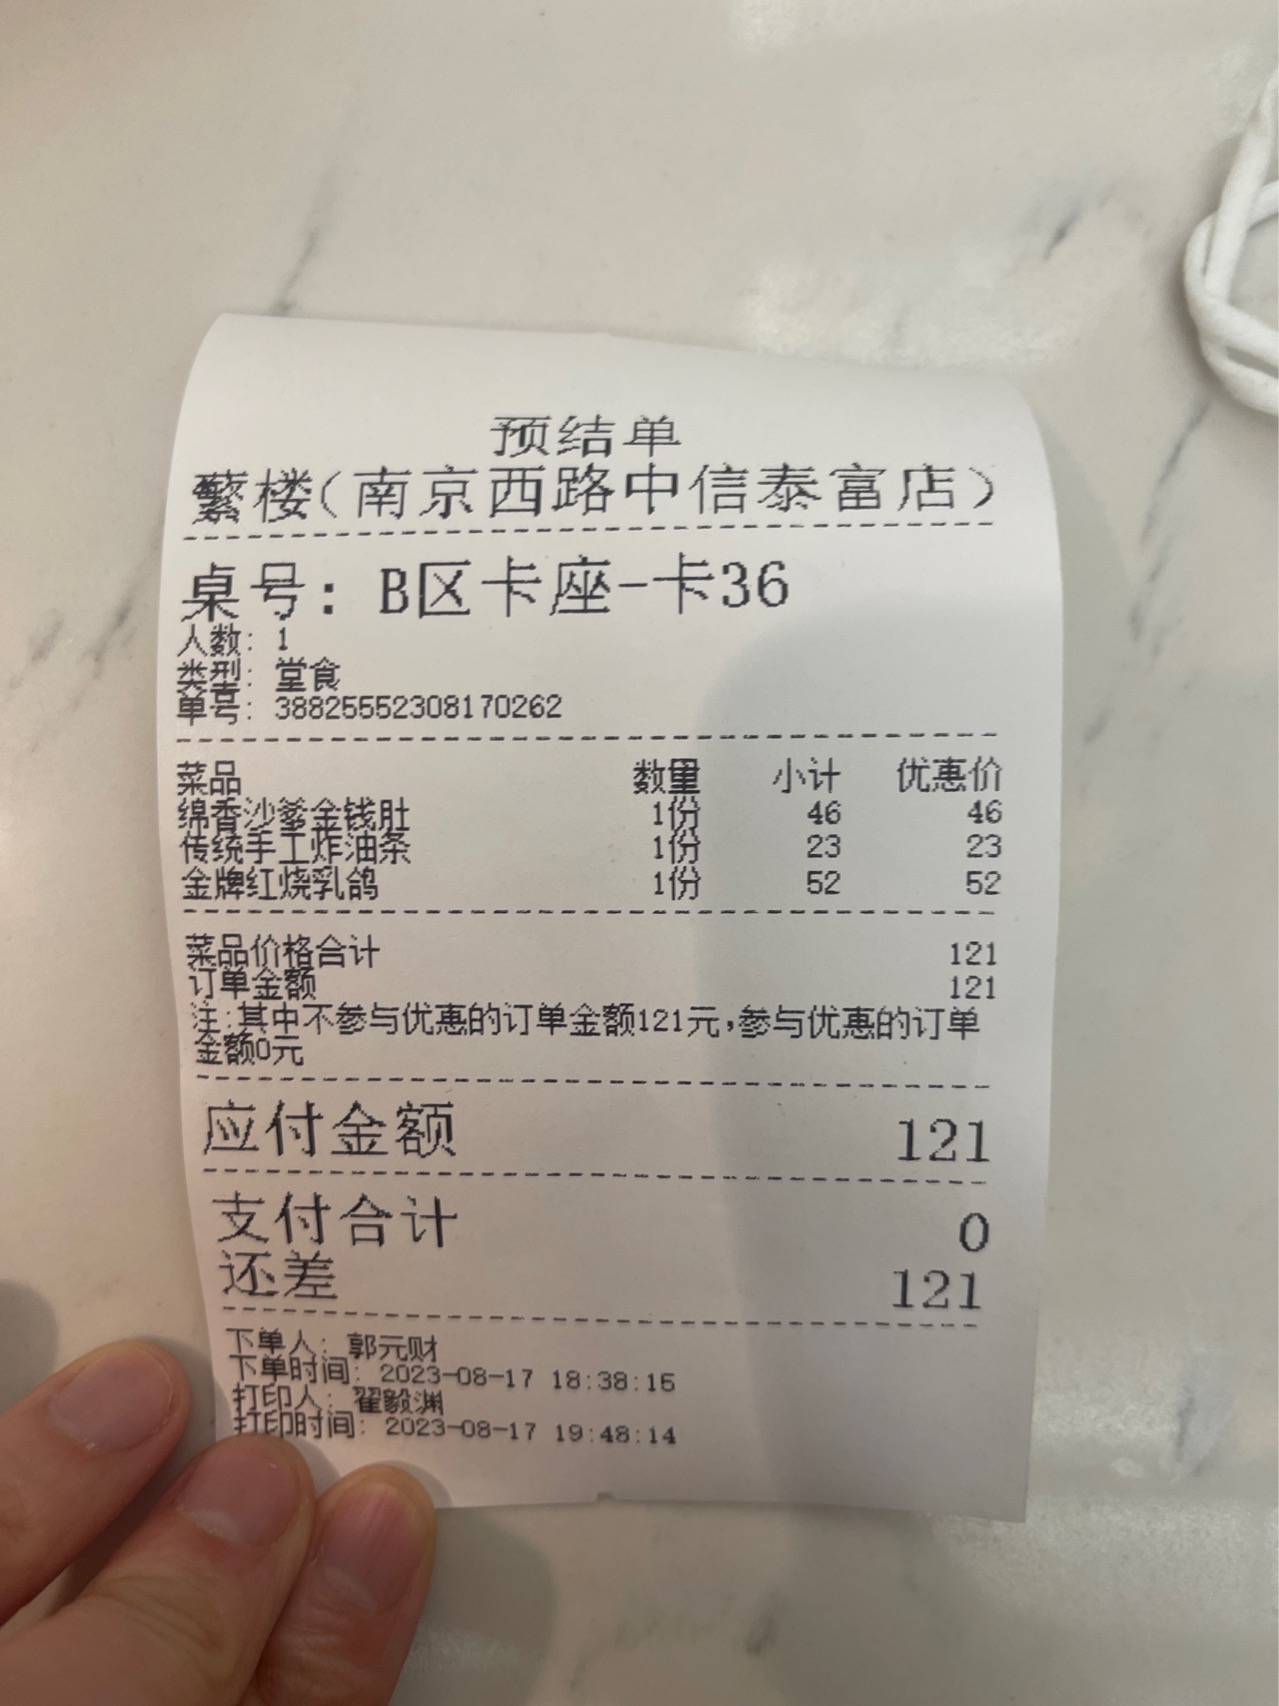 预结单
蘩楼(南京西路中信泰富店)
桌号: B区卡座-卡36
人数: 1
类型: 堂食
单号: 38825552308170262
菜品 数量 小计 优惠价
绵香沙爹金钱肚 1份 46 46
传统手工炸油条 1份 23 23
金牌红烧乳鸽 1份 52 52
菜品价格合计 121
订单金额 121
注:其中不参与优惠的订单金额121元,参与优惠的订单
金额0元
应付金额 121
支付合计 0
还差 121
下单人: 郭元财
下单时间: 2023-08-17 18:38:15
打印人: 翟毅渊
打印时间: 2023-08-17 19:48:14